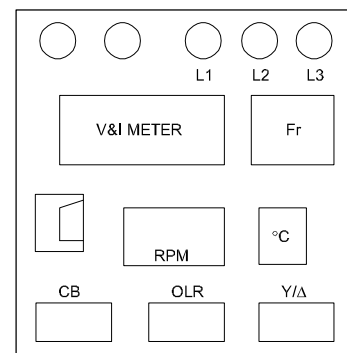 L1 L2 L3
V&I METER Fr
°C
RPM
CB OLR Y/Δ